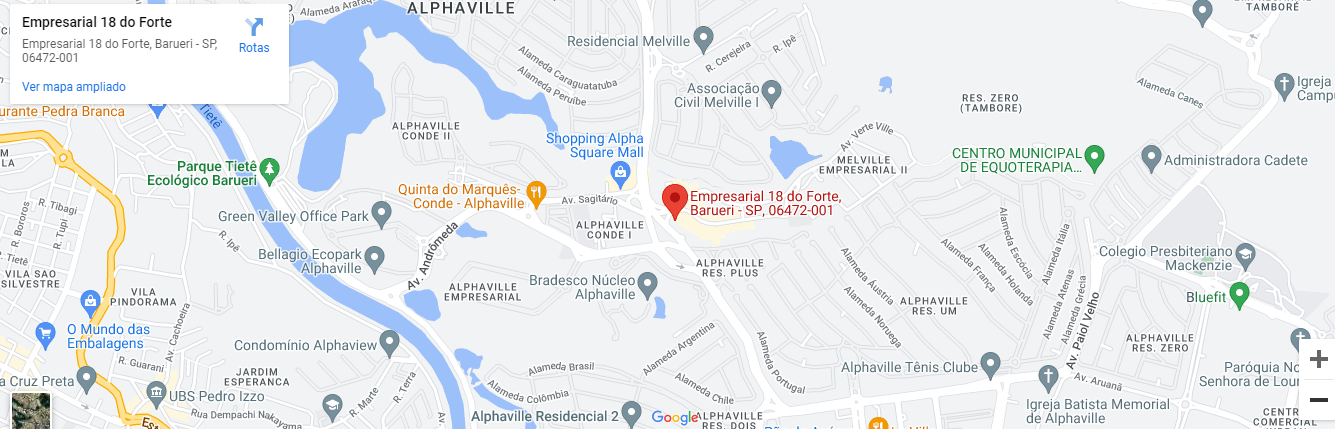 Empresarial 18 do Forte
Empresarial 18 do Forte, Barueri - SP,
06472-001
Rotas
Ver mapa ampliado
ALPHAVILLE
Alameda
TAMBORÉ
Residencial Melville
R. Cerejeira
R. Ipê
Alameda Caraguatatuba
Alameda Peruíbe
Associação
Civil Melville I
RES. ZERO
(TAMBORE)
Alameda Canes
Igreja
Campu
urante Pedra Branca
Tietê
ALPHAVILLE
CONDE II
Shopping Alpha
Square Mall
Av. Verte Ville
MELVILLE
EMPRESARIAL II
CENTRO MUNICIPAL
DE EQUOTERAPIA...
Administradora Cadete
Parque Tietê
Ecológico Barueri
Quinta do Marquês-
Conde - Alphaville
Av. Sagitário
Empresarial 18 do Forte,
Barueri - SP, 06472-001
R. Tibagi
R. Itu
R. Bororos
Green Valley Office Park
R. Ipê
ALPHAVILLE
CONDE I
Av. Andrômeda
Bellagio Ecopark
Alphaville
ALPHAVILLE
RES. PLUS
Alameda Itália
Alameda Escócia
Alameda França
Alameda Holanda
Alameda Atenas
Alameda Grécia
Colegio Presbiteriano
Mackenzie
VILA SAO
SILVESTRE
VILA
PINDORAMA
ALPHAVILLE
EMPRESARIAL
Bradesco Núcleo
Alphaville
Alameda Áustria
Alameda Noruega
ALPHAVILLE
RES. UM
Av. Paiol Velho
Bluefit
O Mundo das
Embalagens
Av. Cachoeira
R. Guarani
Condomínio Alphaview
Alameda Argentina
Alameda Portugal
ALPHAVILLE
RES. ZERO
a Cruz Preta
JARDIM
ESPERANCA
UBS Pedro Izzo
R. Marte
R. Terra
Alameda Brasil
Alameda Colômbia
Alphaville Tênis Clube
Av. Aruanã
Paróquia No
Senhora de Lour
Rua Dempachi Nakayama
Alphaville Residencial 2
Google
Chile
ALPHAVILLE
RES. DOIS
Igreja Batista Memorial
de Alphaville
CENTRO
COMERCIAL